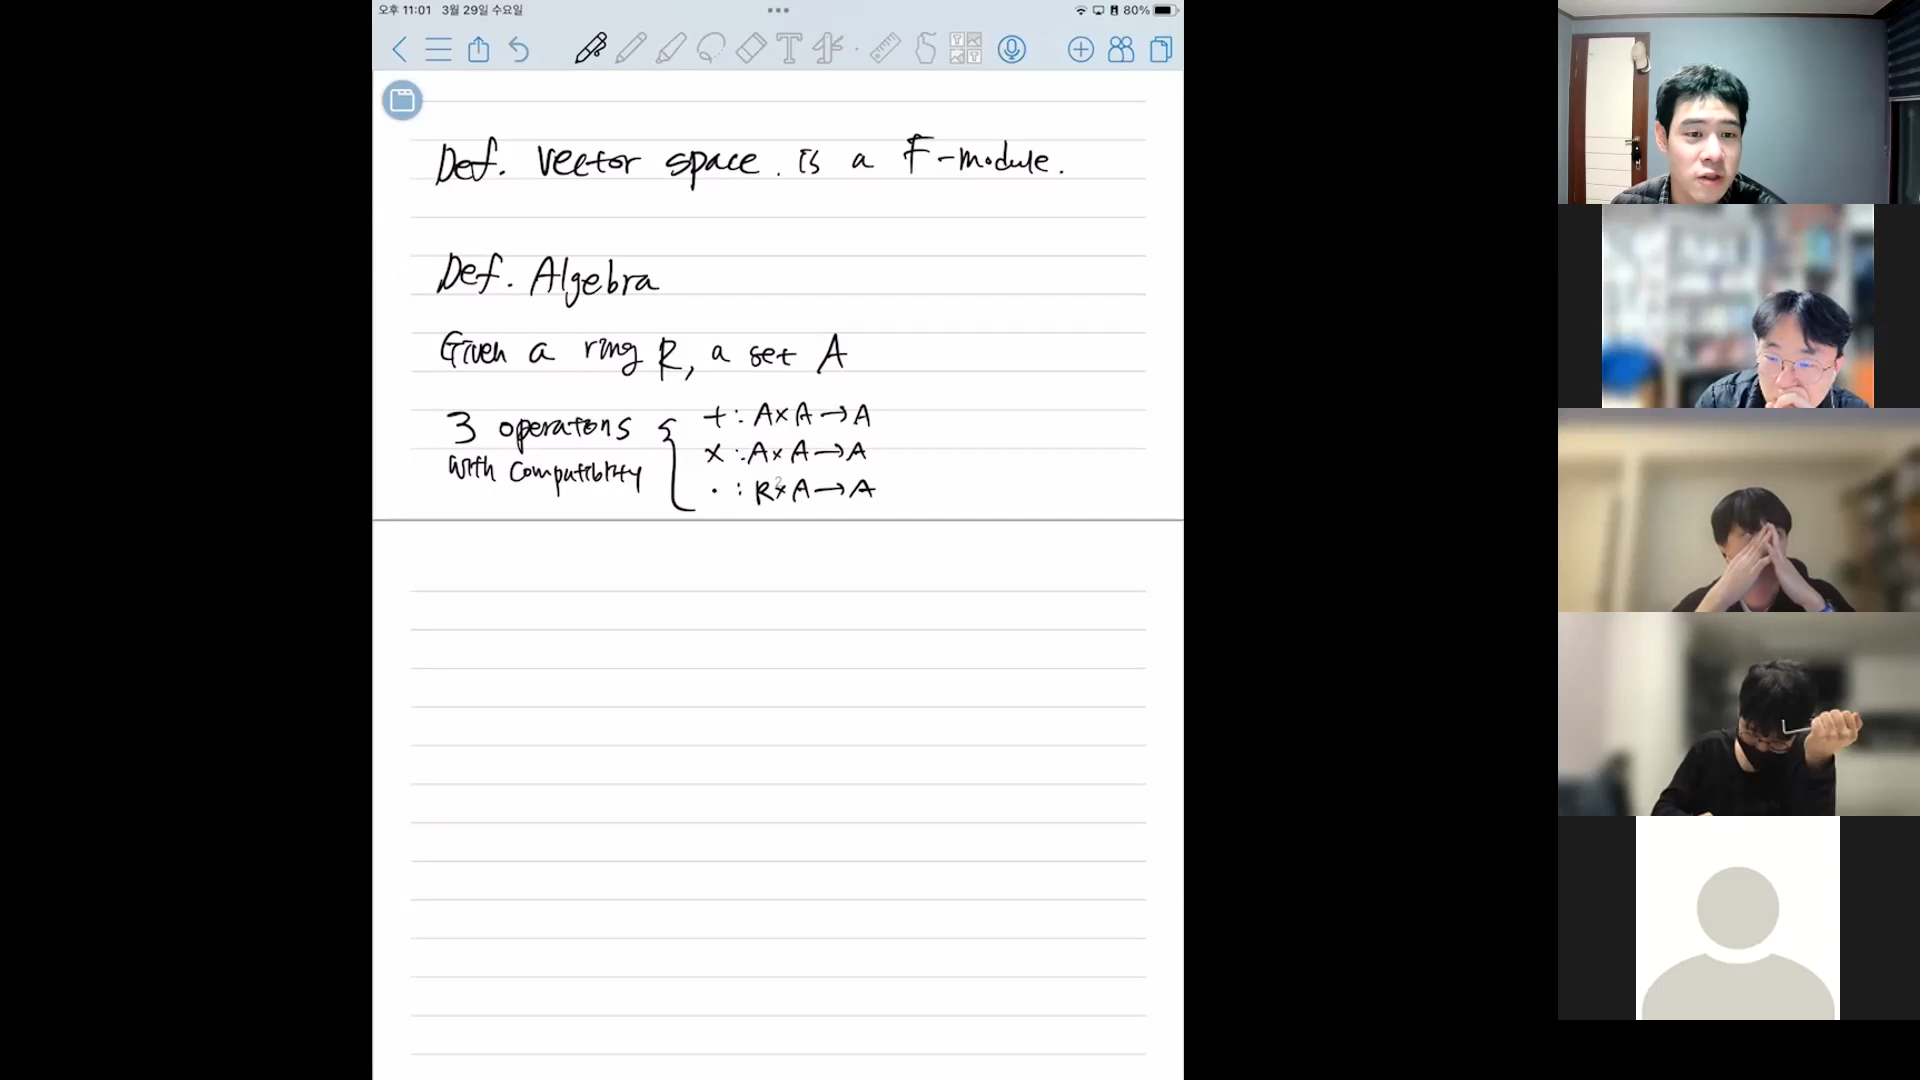 오후 11:01 3월 29일 수요일
80%
Def. Vector space. is a F-module.
Def. Algebra
Given a ring R, a set A
3 operations
with compatibility
+ : A×A→A
× : A×A→A
· : R×A→A